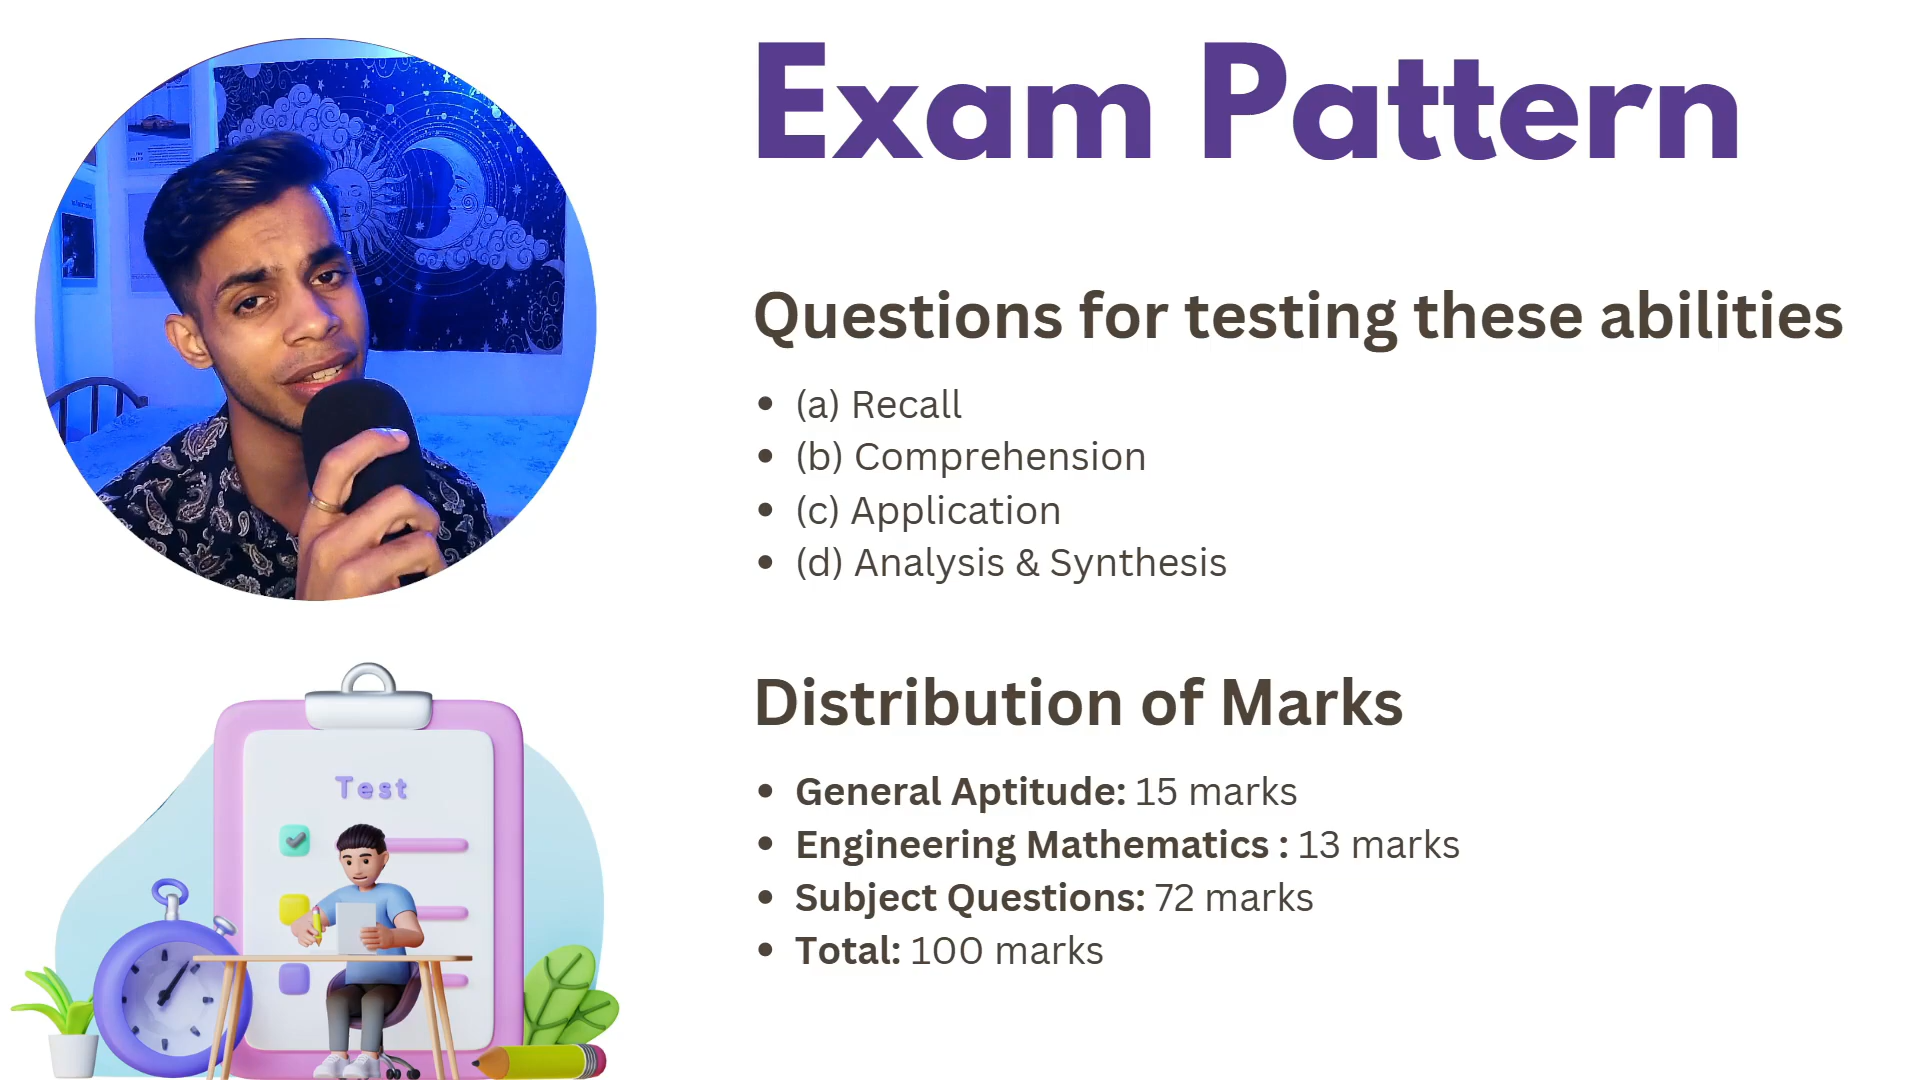 Exam Pattern
Questions for testing these abilities
• (a) Recall
• (b) Comprehension
• (c) Application
• (d) Analysis & Synthesis
Distribution of Marks
• General Aptitude: 15 marks
• Engineering Mathematics : 13 marks
• Subject Questions: 72 marks
• Total: 100 marks
Test